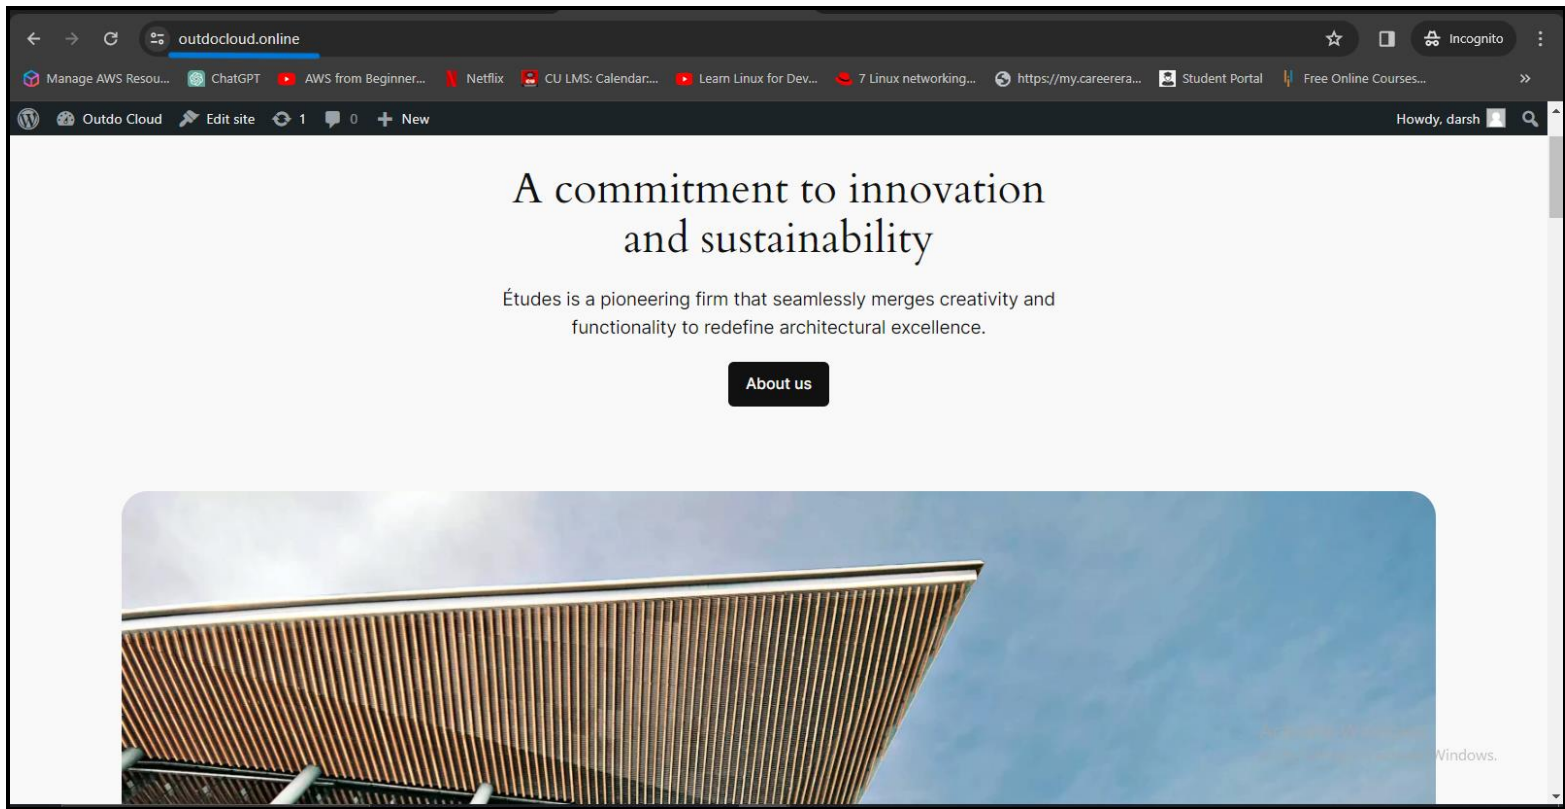 outdocloud.online
Incognito
Manage AWS Resou... ChatGPT AWS from Beginner... Netflix CU LMS: Calendar:... Learn Linux for Dev... 7 Linux networking... https://my.careerera... Student Portal Free Online Courses... »
Outdo Cloud Edit site 1 0 + New Howdy, darsh
A commitment to innovation
and sustainability
Études is a pioneering firm that seamlessly merges creativity and
functionality to redefine architectural excellence.
About us
Windows.